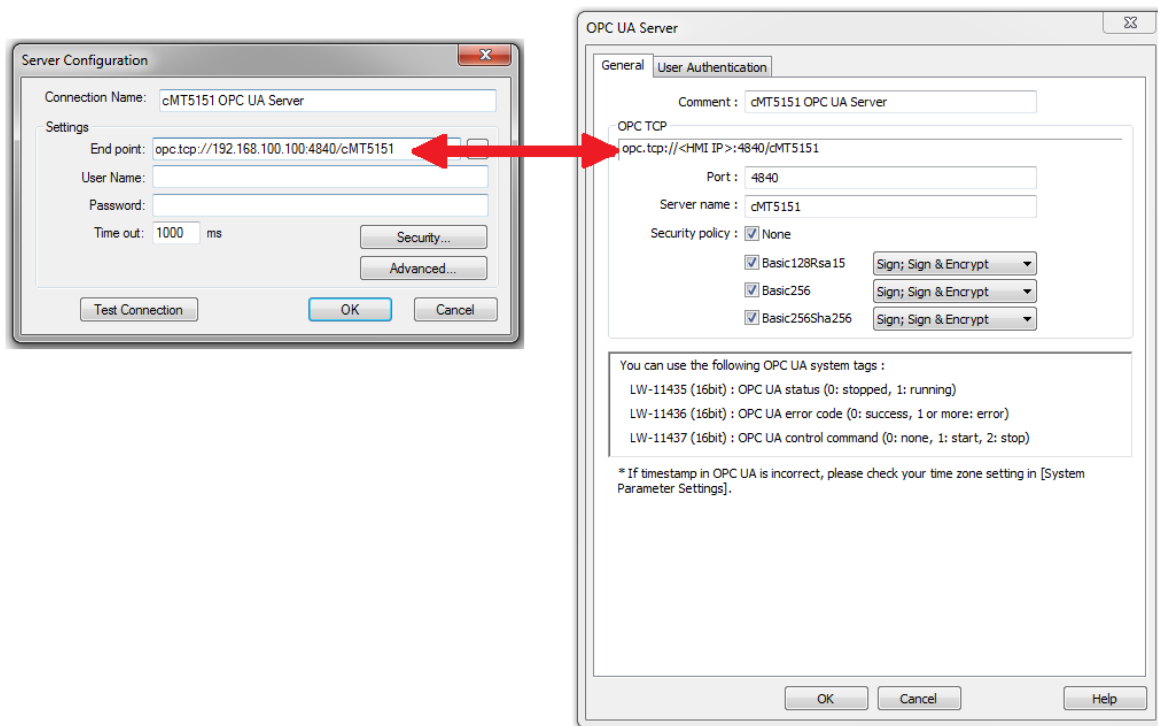 Server Configuration
Connection Name: cMT5151 OPC UA Server
Settings
End point: opc.tcp://192.168.100.100:4840/cMT5151
User Name:
Password:
Time out: 1000 ms
Security...
Advanced...
Test Connection OK Cancel
OPC UA Server
General User Authentication
Comment : cMT5151 OPC UA Server
OPC TCP
opc.tcp://<HMI IP>:4840/cMT5151
Port : 4840
Server name : cMT5151
Security policy : None
Basic128Rsa15 Sign; Sign & Encrypt
Basic256 Sign; Sign & Encrypt
Basic256Sha256 Sign; Sign & Encrypt
You can use the following OPC UA system tags :
LW-11435 (16bit) : OPC UA status (0: stopped, 1: running)
LW-11436 (16bit) : OPC UA error code (0: success, 1 or more: error)
LW-11437 (16bit) : OPC UA control command (0: none, 1: start, 2: stop)
* If timestamp in OPC UA is incorrect, please check your time zone setting in [System
Parameter Settings].
OK Cancel Help